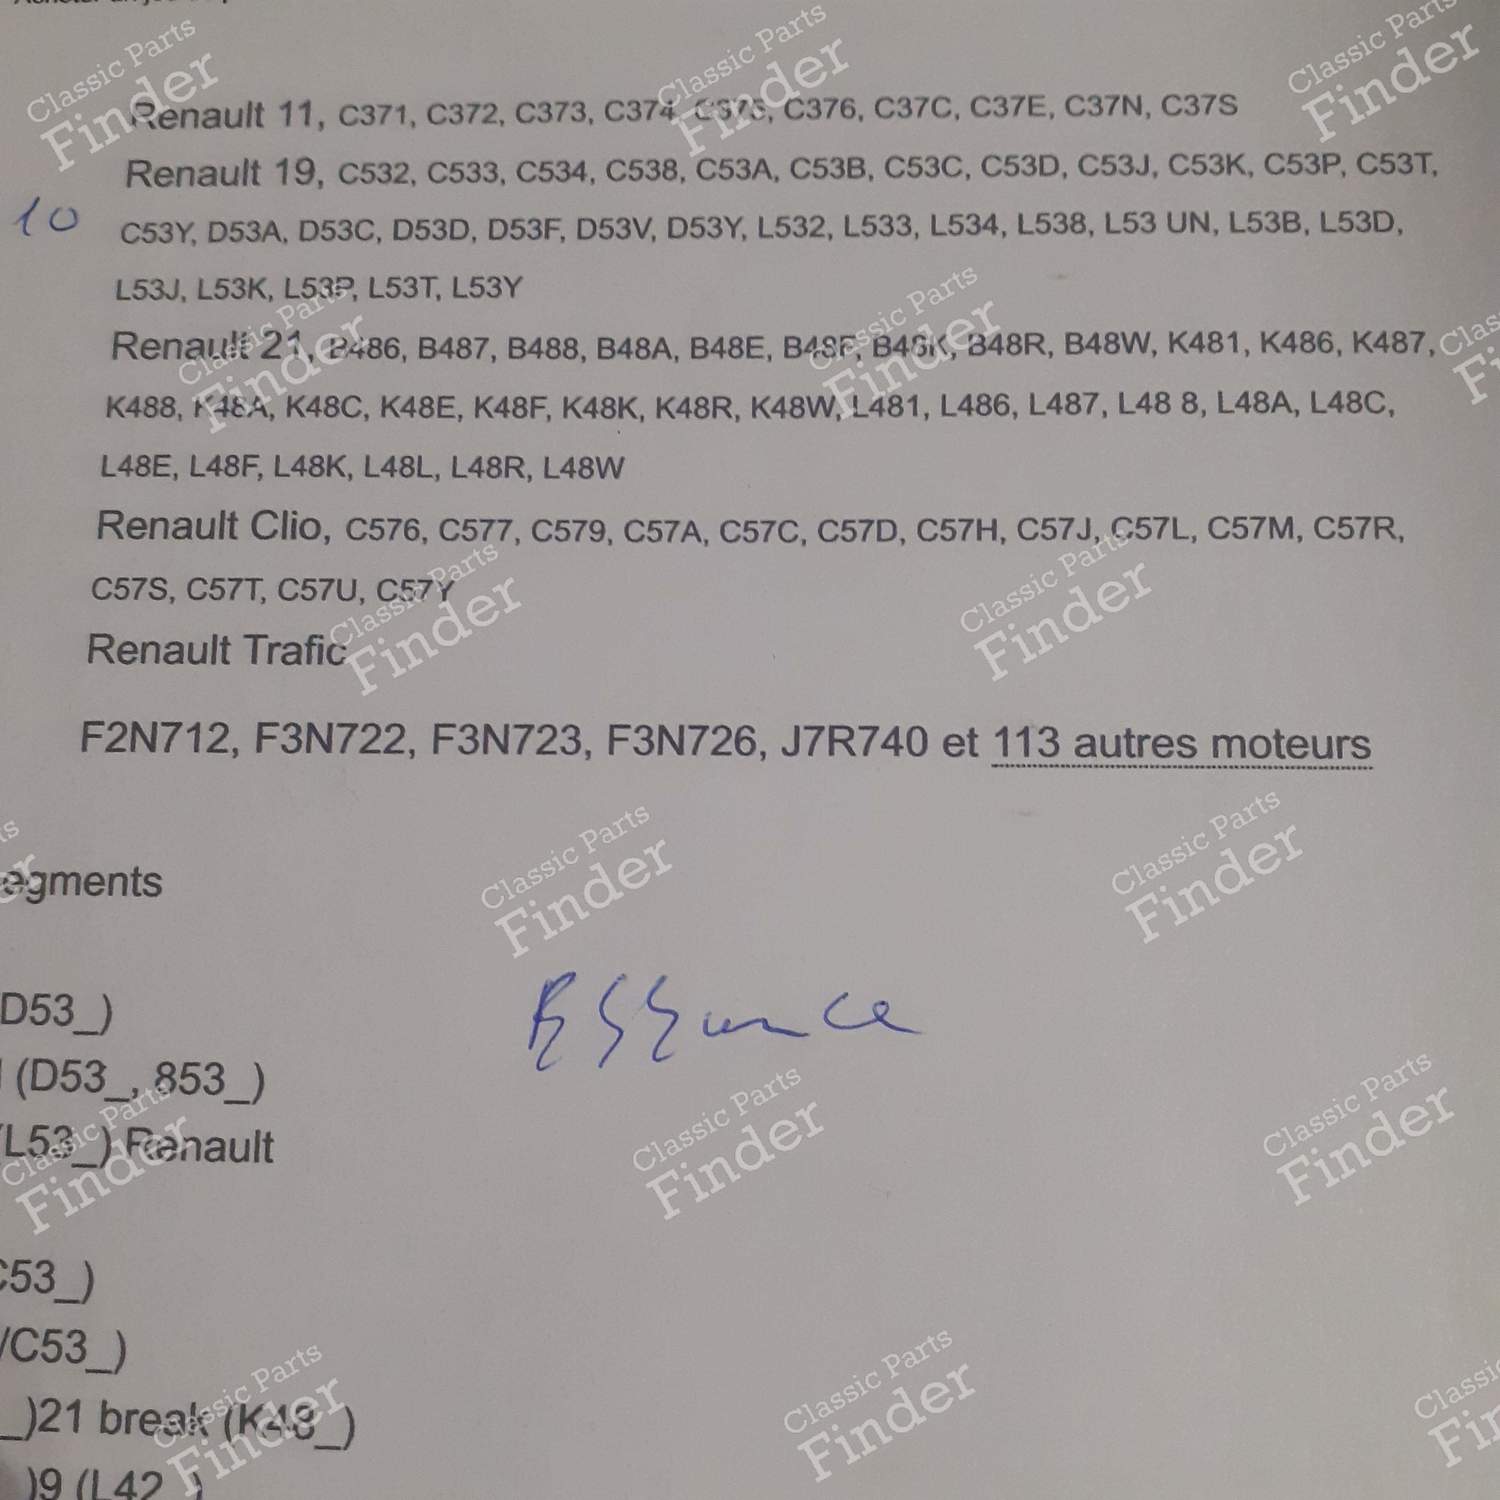 Renault 11, C371, C372, C373, C374, C375, C376, C37C, C37E, C37N, C37S
Renault 19, C532, C533, C534, C538, C53A, C53B, C53C, C53D, C53J, C53K, C53P, C53T,
10
C53Y, D53A, D53C, D53D, D53F, D53V, D53Y, L532, L533, L534, L538, L53 UN, L53B, L53D,
L53J, L53K, L53P, L53T, L53Y
Renault 21, B486, B487, B488, B48A, B48E, B48F, B48K, B48R, B48W, K481, K486, K487,
K488, K48A, K48C, K48E, K48F, K48K, K48R, K48W, L481, L486, L487, L48 8, L48A, L48C,
L48E, L48F, L48K, L48L, L48R, L48W
Renault Clio, C576, C577, C579, C57A, C57C, C57D, C57H, C57J, C57L, C57M, C57R,
C57S, C57T, C57U, C57Y
Renault Trafic
F2N712, F3N722, F3N723, F3N726, J7R740 et 113 autres moteurs
egments
Essence
D53_)
(D53_, 853_)
L53_) Renault
C53_)
/C53_)
_)21 break (K48_)
)9 (L42_)
Classic Parts Finder